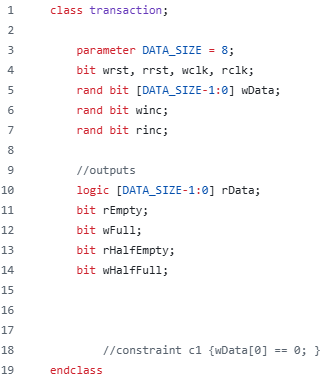 1 class transaction;
2
3 parameter DATA_SIZE = 8;
4 bit wrst, rrst, wclk, rclk;
5 rand bit [DATA_SIZE-1:0] wData;
6 rand bit winc;
7 rand bit rinc;
8
9 //outputs
10 logic [DATA_SIZE-1:0] rData;
11 bit rEmpty;
12 bit wFull;
13 bit rHalfEmpty;
14 bit wHalfFull;
15
16
17
18 //constraint c1 {wData[0] == 0; }
19 endclass